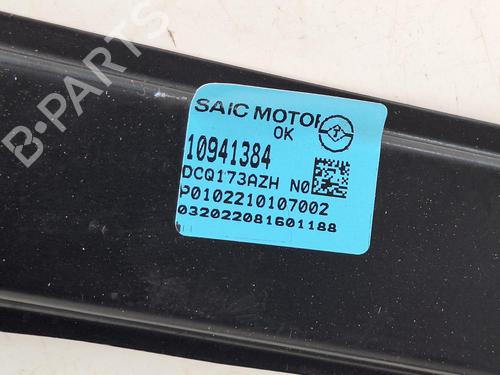 B-PARTS
SAIC MOTOR
OK
10941384
DCQ173AZH N0
P0102210107002
032022081601188